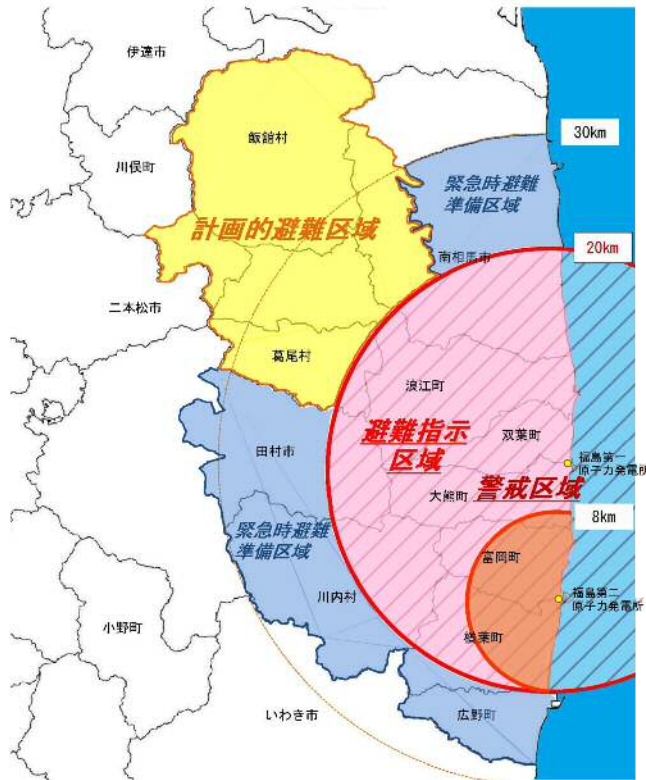 伊達市
飯舘村
30km
川俣町
緊急時避難
準備区域
計画的避難区域
南相馬市
20km
二本松市
葛尾村
浪江町
避難指示
区域
双葉町
田村市
福島第一
原子力発電所
大熊町
警戒区域
8km
緊急時避難
準備区域
富岡町
川内村
福島第二
原子力発電所
小野町
楢葉町
いわき市
広野町